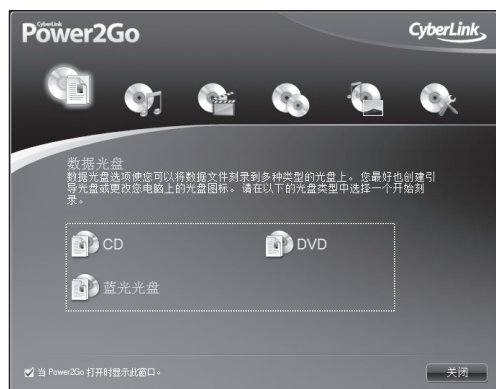 CyberLink
Power2Go
CyberLink
数据光盘
数据光盘选项使您可以将数据文件刻录到多种类型的光盘上。 您最好也创建引
导光盘或更改您电脑上的光盘图标。 请在以下的光盘类型中选择一个开始刻
录。
CD
DVD
蓝光光盘
当 Power2Go 打开时显示此窗口。
关闭